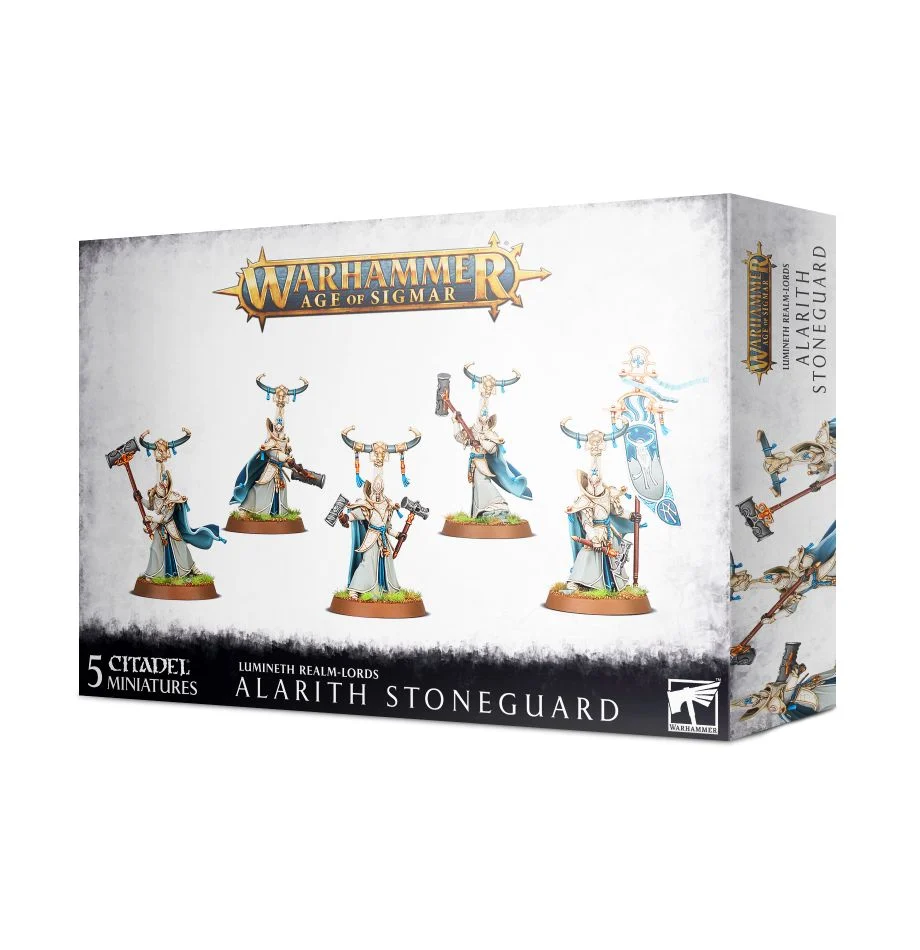 WARHAMMER
AGE OF SIGMAR
5 CITADEL
MINIATURES
LUMINETH REALM-LORDS
ALARITH STONEGUARD
WARHAMMER
WARHAMMER
AGE OF SIGMAR
LUMINETH REALM-LORDS
ALARITH
STONEGUARD